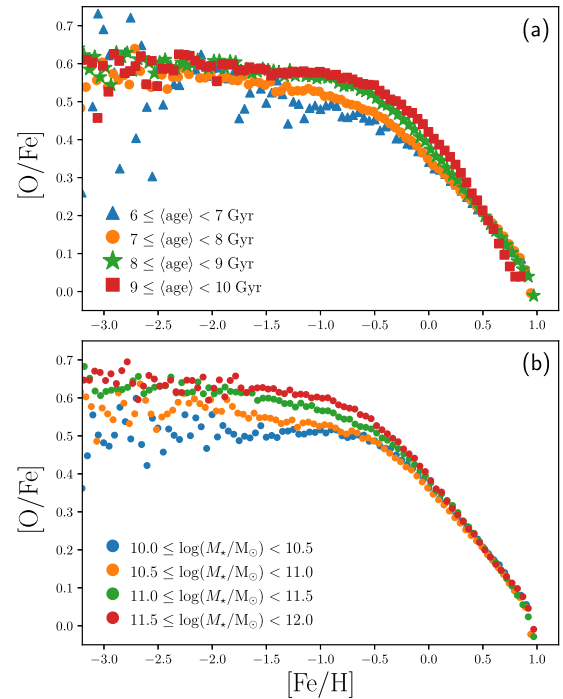 (a)
0.7
0.6
0.5
0.4
0.3
0.2
0.1
0.0
[O/Fe]
6 ≤ ⟨age⟩ < 7 Gyr
7 ≤ ⟨age⟩ < 8 Gyr
8 ≤ ⟨age⟩ < 9 Gyr
9 ≤ ⟨age⟩ < 10 Gyr
−3.0 −2.5 −2.0 −1.5 −1.0 −0.5 0.0 0.5 1.0
(b)
0.7
0.6
0.5
0.4
0.3
0.2
0.1
0.0
[O/Fe]
10.0 ≤ log(M⋆/M⊙) < 10.5
10.5 ≤ log(M⋆/M⊙) < 11.0
11.0 ≤ log(M⋆/M⊙) < 11.5
11.5 ≤ log(M⋆/M⊙) < 12.0
−3.0 −2.5 −2.0 −1.5 −1.0 −0.5 0.0 0.5 1.0
[Fe/H]